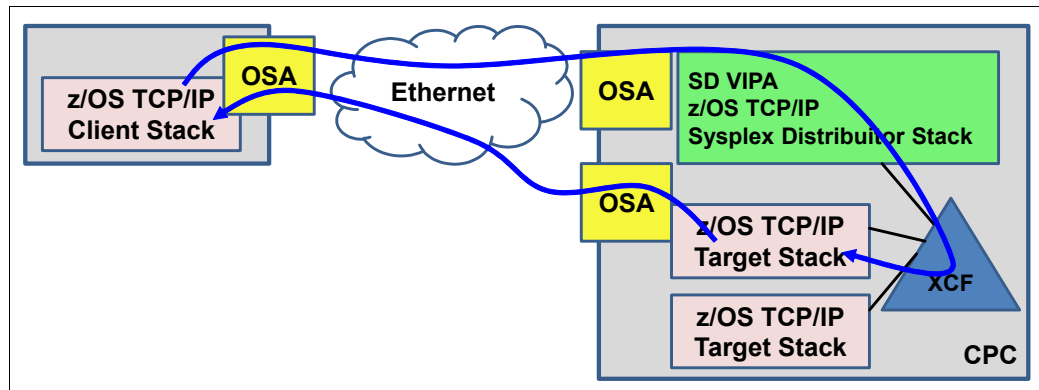 OSA
z/OS TCP/IP
Client Stack
Ethernet
OSA
SD VIPA
z/OS TCP/IP
Sysplex Distribuitor Stack
OSA
z/OS TCP/IP
Target Stack
XCF
z/OS TCP/IP
Target Stack
CPC